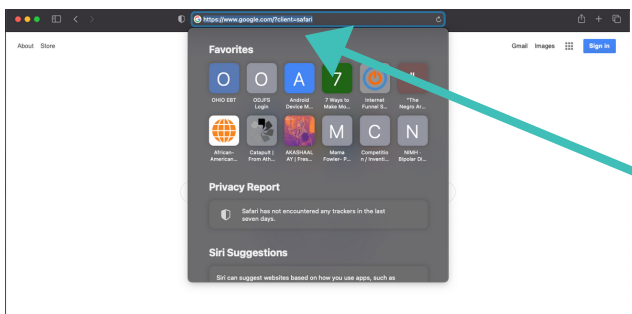 https://www.google.com/?client=safari
About Store
Gmail Images
Sign in
Favorites
O O A 7
OHIO EBT
ODJFS Login
Android Device M...
7 Ways to Make Mo...
Internet Funnel S...
"The Negro Ar...
M C N
African-American...
Catapult | From Ath...
AKASHAAL AY | Fres...
Mama Fowler- P...
Competitio n / Inventi...
NIMH - Bipolar Di...
Privacy Report
Safari has not encountered any trackers in the last
seven days.
Siri Suggestions
Siri can suggest websites based on how you use apps, such as